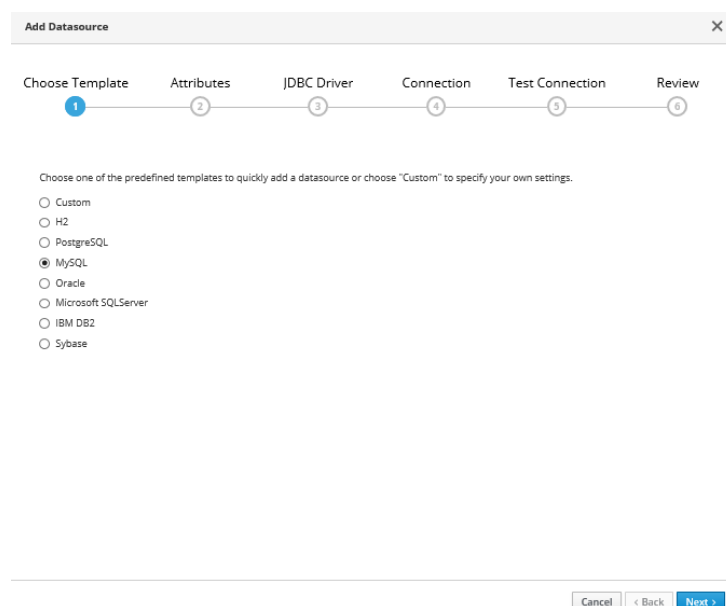 Add Datasource
Choose Template Attributes JDBC Driver Connection Test Connection Review
1 2 3 4 5 6
Choose one of the predefined templates to quickly add a datasource or choose "Custom" to specify your own settings.
Custom
H2
PostgreSQL
MySQL
Oracle
Microsoft SQLServer
IBM DB2
Sybase
Cancel < Back Next >